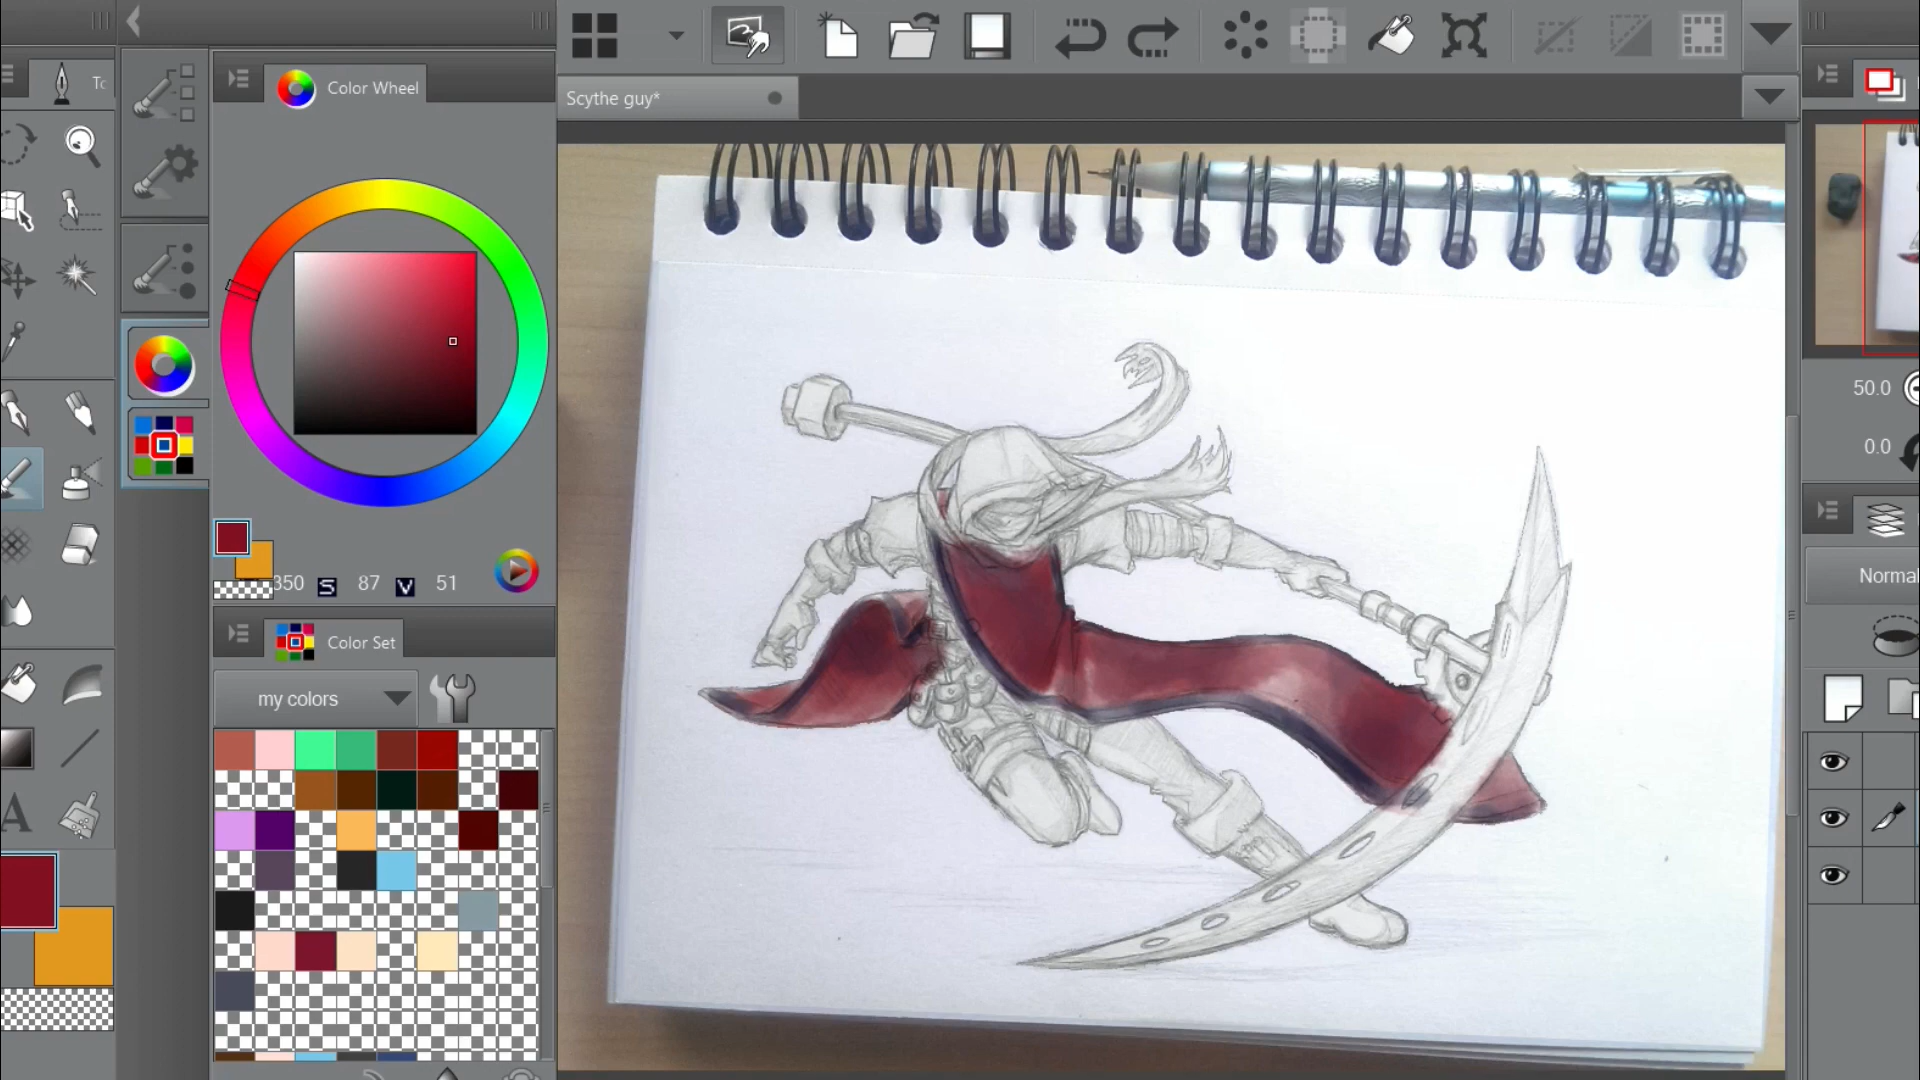 Tc
Color Wheel
Scythe guy*
50.0
0.0
350 S 87 V 51
Color Set
my colors
Normal
A